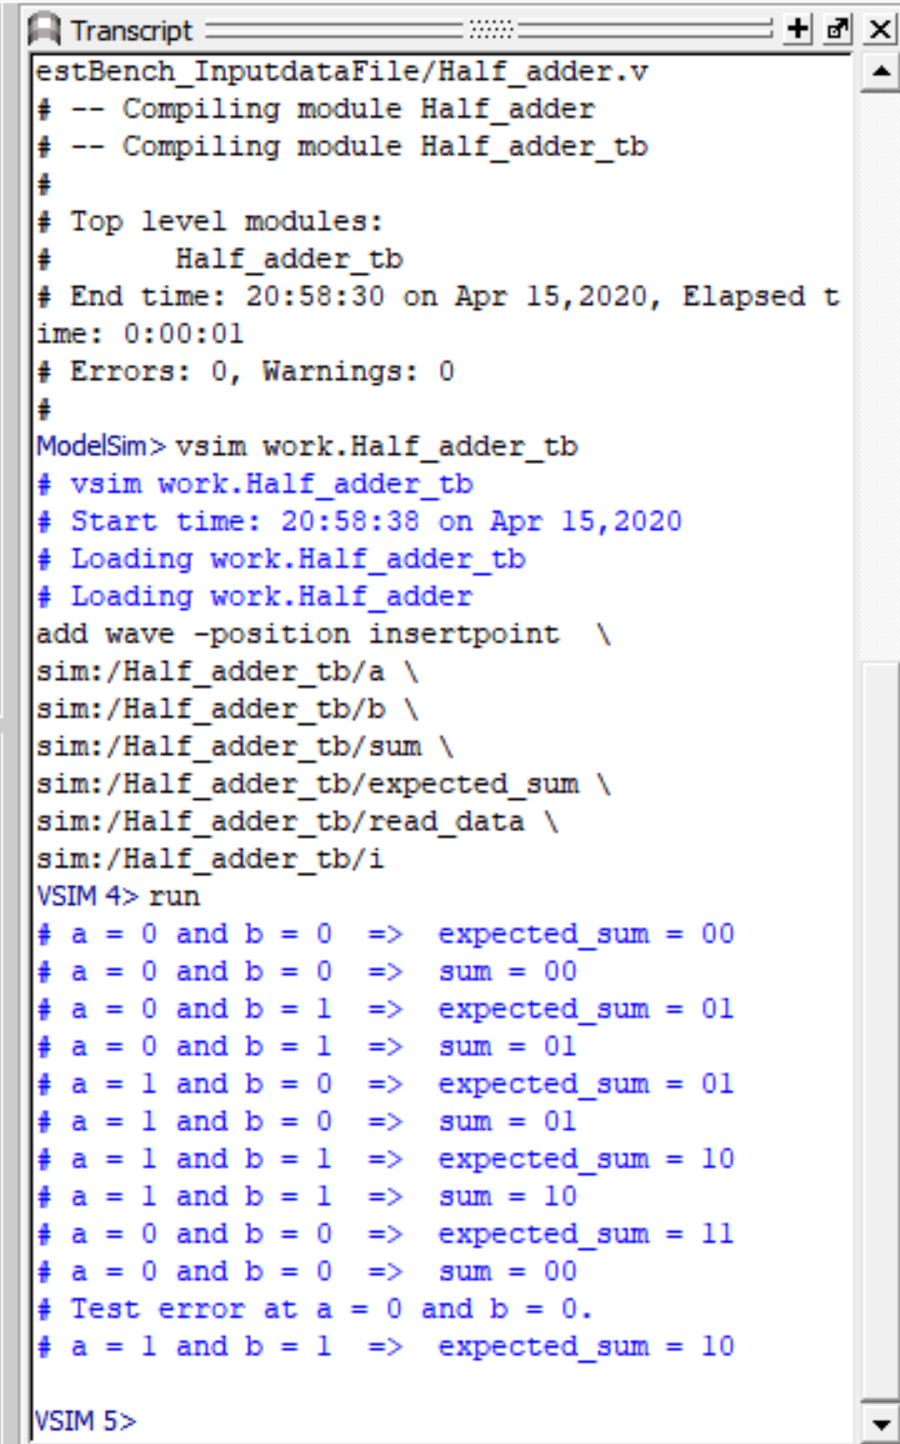 Transcript
estBench_InputdataFile/Half_adder.v
# -- Compiling module Half_adder
# -- Compiling module Half_adder_tb
#
# Top level modules:
#       Half_adder_tb
# End time: 20:58:30 on Apr 15,2020, Elapsed t
ime: 0:00:01
# Errors: 0, Warnings: 0
#
ModelSim> vsim work.Half_adder_tb
# vsim work.Half_adder_tb
# Start time: 20:58:38 on Apr 15,2020
# Loading work.Half_adder_tb
# Loading work.Half_adder
add wave -position insertpoint  \
sim:/Half_adder_tb/a \
sim:/Half_adder_tb/b \
sim:/Half_adder_tb/sum \
sim:/Half_adder_tb/expected_sum \
sim:/Half_adder_tb/read_data \
sim:/Half_adder_tb/i
VSIM 4> run
# a = 0 and b = 0  =>  expected_sum = 00
# a = 0 and b = 0  =>  sum = 00
# a = 0 and b = 1  =>  expected_sum = 01
# a = 0 and b = 1  =>  sum = 01
# a = 1 and b = 0  =>  expected_sum = 01
# a = 1 and b = 0  =>  sum = 01
# a = 1 and b = 1  =>  expected_sum = 10
# a = 1 and b = 1  =>  sum = 10
# a = 0 and b = 0  =>  expected_sum = 11
# a = 0 and b = 0  =>  sum = 00
# Test error at a = 0 and b = 0.
# a = 1 and b = 1  =>  expected_sum = 10
VSIM 5>